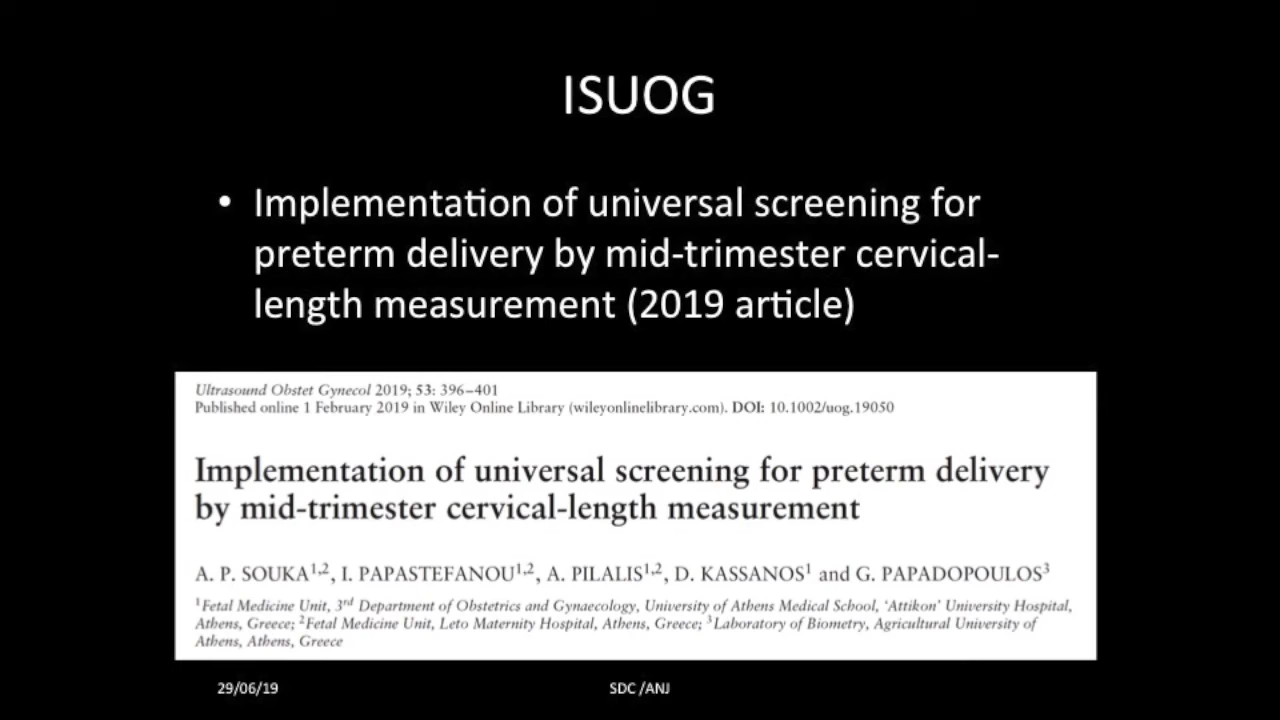 ISUOG
• Implementation of universal screening for
preterm delivery by mid-trimester cervical-
length measurement (2019 article)
Ultrasound Obstet Gynecol 2019; 53: 396–401
Published online 1 February 2019 in Wiley Online Library (wileyonlinelibrary.com). DOI: 10.1002/uog.19050
Implementation of universal screening for preterm delivery
by mid-trimester cervical-length measurement
A. P. SOUKA1,2, I. PAPASTEFANOU1,2, A. PILALIS1,2, D. KASSANOS1 and G. PAPADOPOULOS3
1Fetal Medicine Unit, 3rd Department of Obstetrics and Gynaecology, University of Athens Medical School, ‘Attikon’ University Hospital,
Athens, Greece; 2Fetal Medicine Unit, Leto Maternity Hospital, Athens, Greece; 3Laboratory of Biometry, Agricultural University of
Athens, Athens, Greece
29/06/19
SDC /ANJ